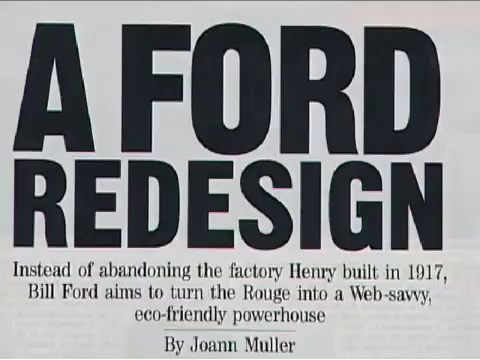 A FORD
REDESIGN
Instead of abandoning the factory Henry built in 1917,
Bill Ford aims to turn the Rouge into a Web-savvy,
eco-friendly powerhouse
By Joann Muller